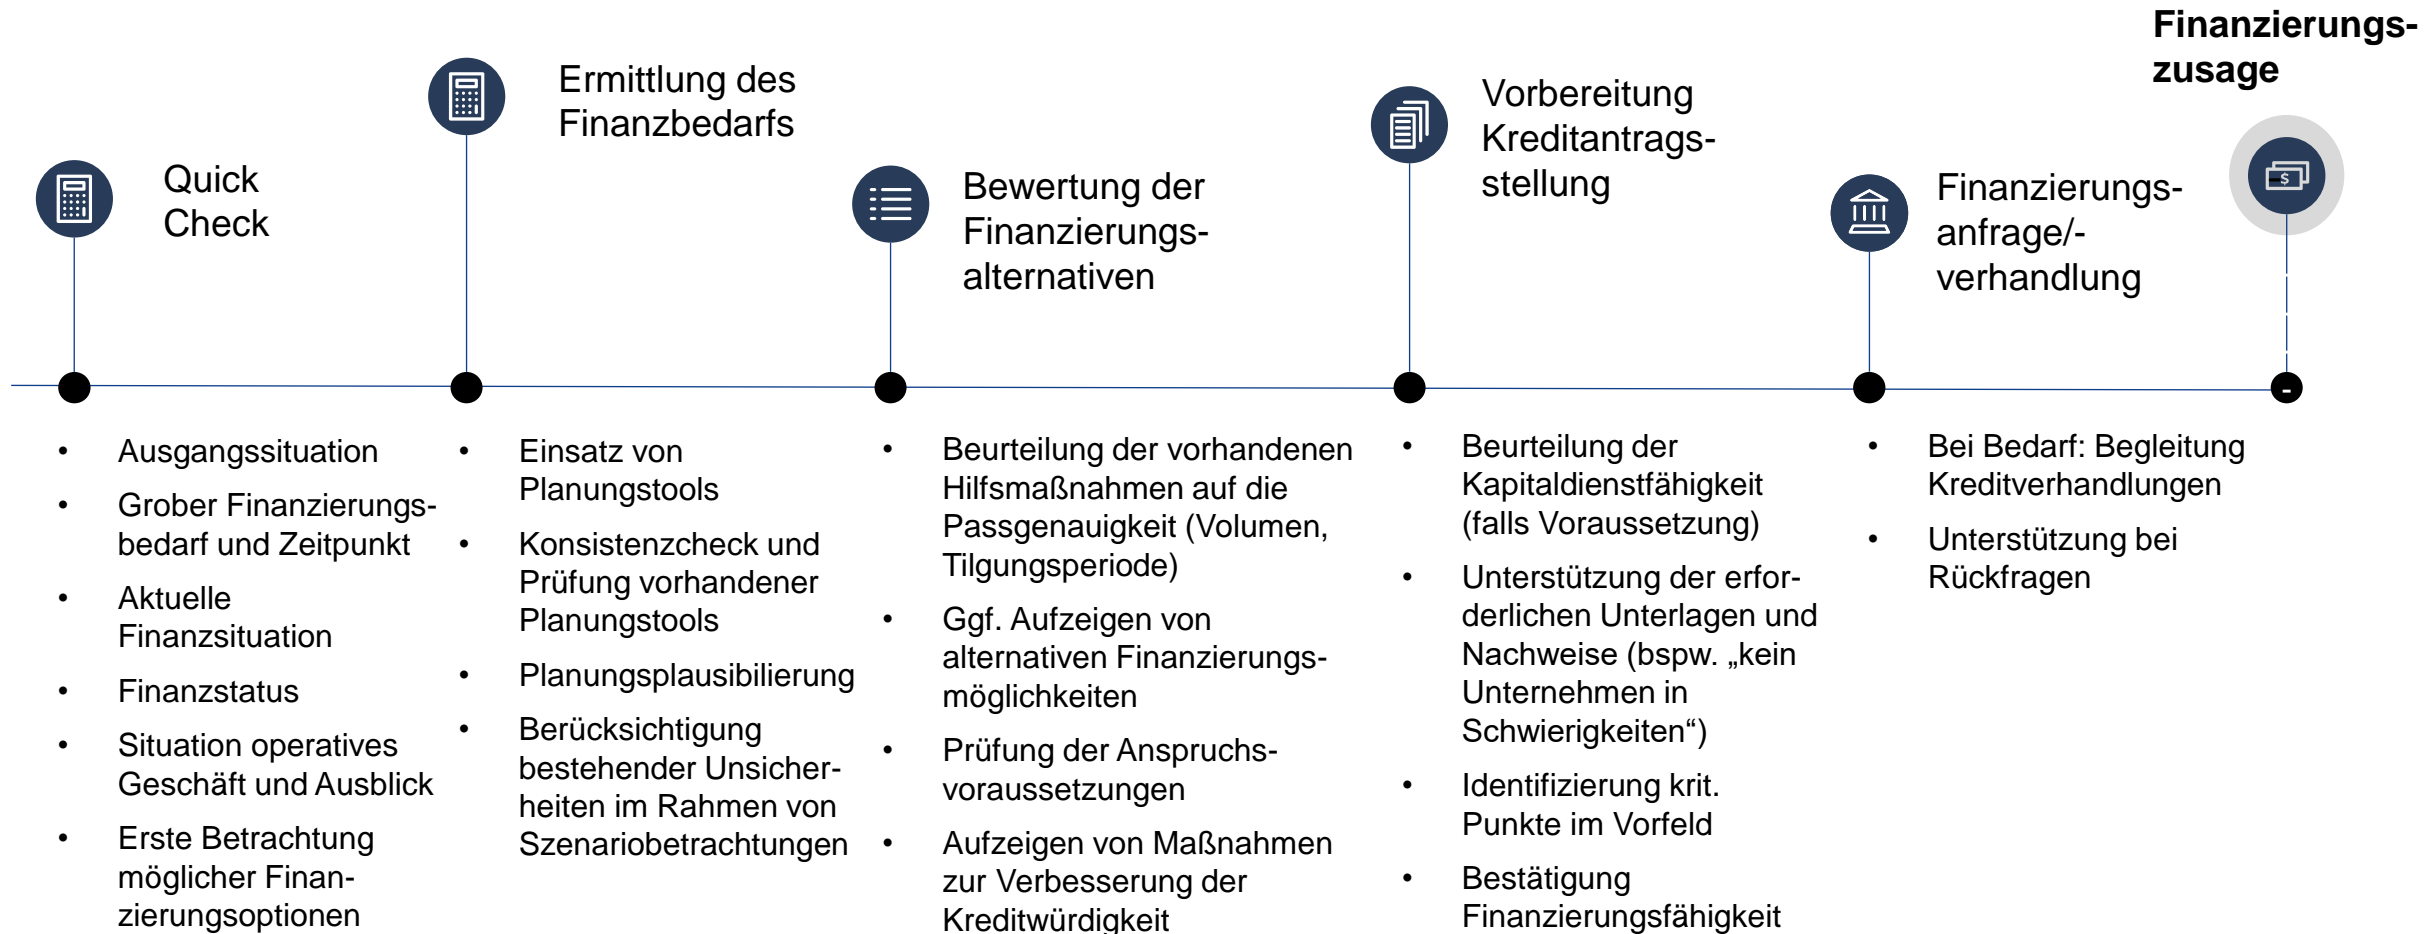 Quick
Check
Ermittlung des
Finanzbedarfs
Bewertung der
Finanzierungs-
alternativen
Vorbereitung
Kreditantrags-
stellung
Finanzierungs-
anfrage/-
verhandlung
Finanzierungs-
zusage
$
-
• Ausgangssituation
• Grober Finanzierungs-
bedarf und Zeitpunkt
• Aktuelle
Finanzsituation
• Finanzstatus
• Situation operatives
Geschäft und Ausblick
• Erste Betrachtung
möglicher Finan-
zierungsoptionen
• Einsatz von
Planungstools
• Konsistenzcheck und
Prüfung vorhandener
Planungstools
• Planungsplausibilierung
• Berücksichtigung
bestehender Unsicher-
heiten im Rahmen von
Szenariobetrachtungen
• Beurteilung der vorhandenen
Hilfsmaßnahmen auf die
Passgenauigkeit (Volumen,
Tilgungsperiode)
• Ggf. Aufzeigen von
alternativen Finanzierungs-
möglichkeiten
• Prüfung der Anspruchs-
voraussetzungen
• Aufzeigen von Maßnahmen
zur Verbesserung der
Kreditwürdigkeit
• Beurteilung der
Kapitaldienstfähigkeit
(falls Voraussetzung)
• Unterstützung der erfor-
derlichen Unterlagen und
Nachweise (bspw. „kein
Unternehmen in
Schwierigkeiten“)
• Identifizierung krit.
Punkte im Vorfeld
• Bestätigung
Finanzierungsfähigkeit
• Bei Bedarf: Begleitung
Kreditverhandlungen
• Unterstützung bei
Rückfragen